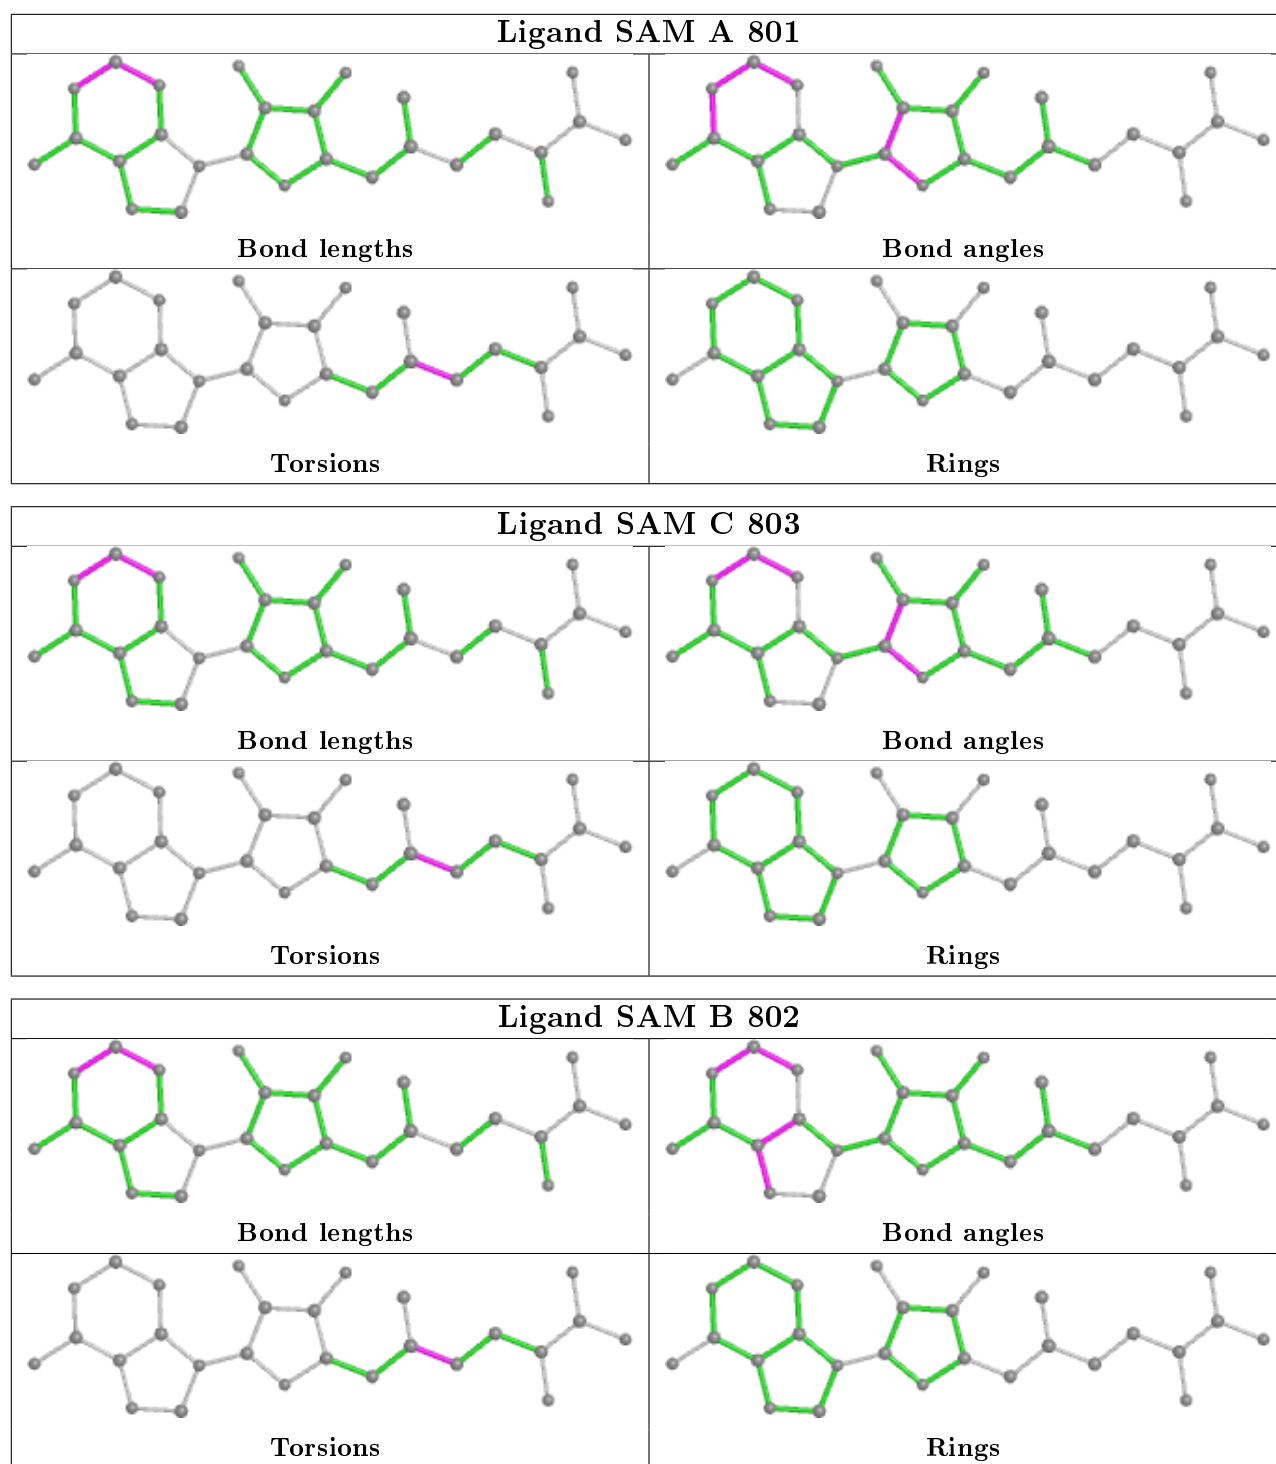 Ligand SAM A 801
Bond lengths
Bond angles
Torsions
Rings
Ligand SAM C 803
Bond lengths
Bond angles
Torsions
Rings
Ligand SAM B 802
Bond lengths
Bond angles
Torsions
Rings